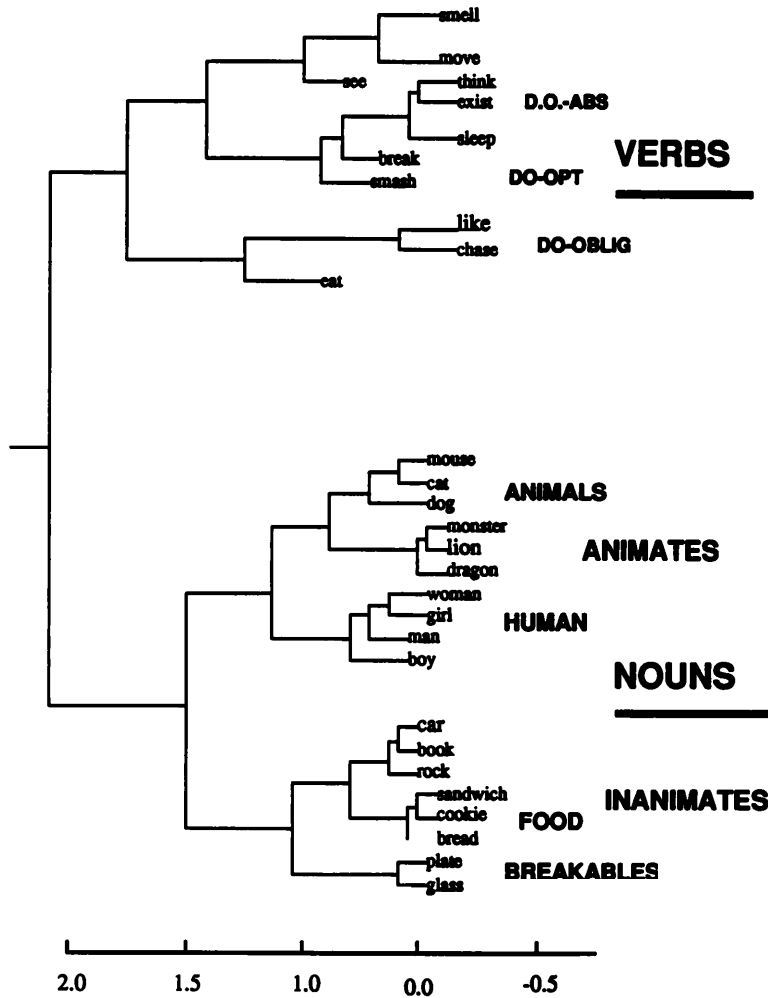 smell
move
see
think
exist D.O.-ABS
sleep
VERBS
break
smash DO-OPT
like
chase DO-OBLIG
eat
mouse
cat
ANIMALS
dog
monster
lion ANIMATES
dragon
woman
girl
HUMAN
man
boy
NOUNS
car
book
rock
sandwich
INANIMATES
cookie
FOOD
bread
plate
BREAKABLES
glass
2.0 1.5 1.0 0.0 -0.5